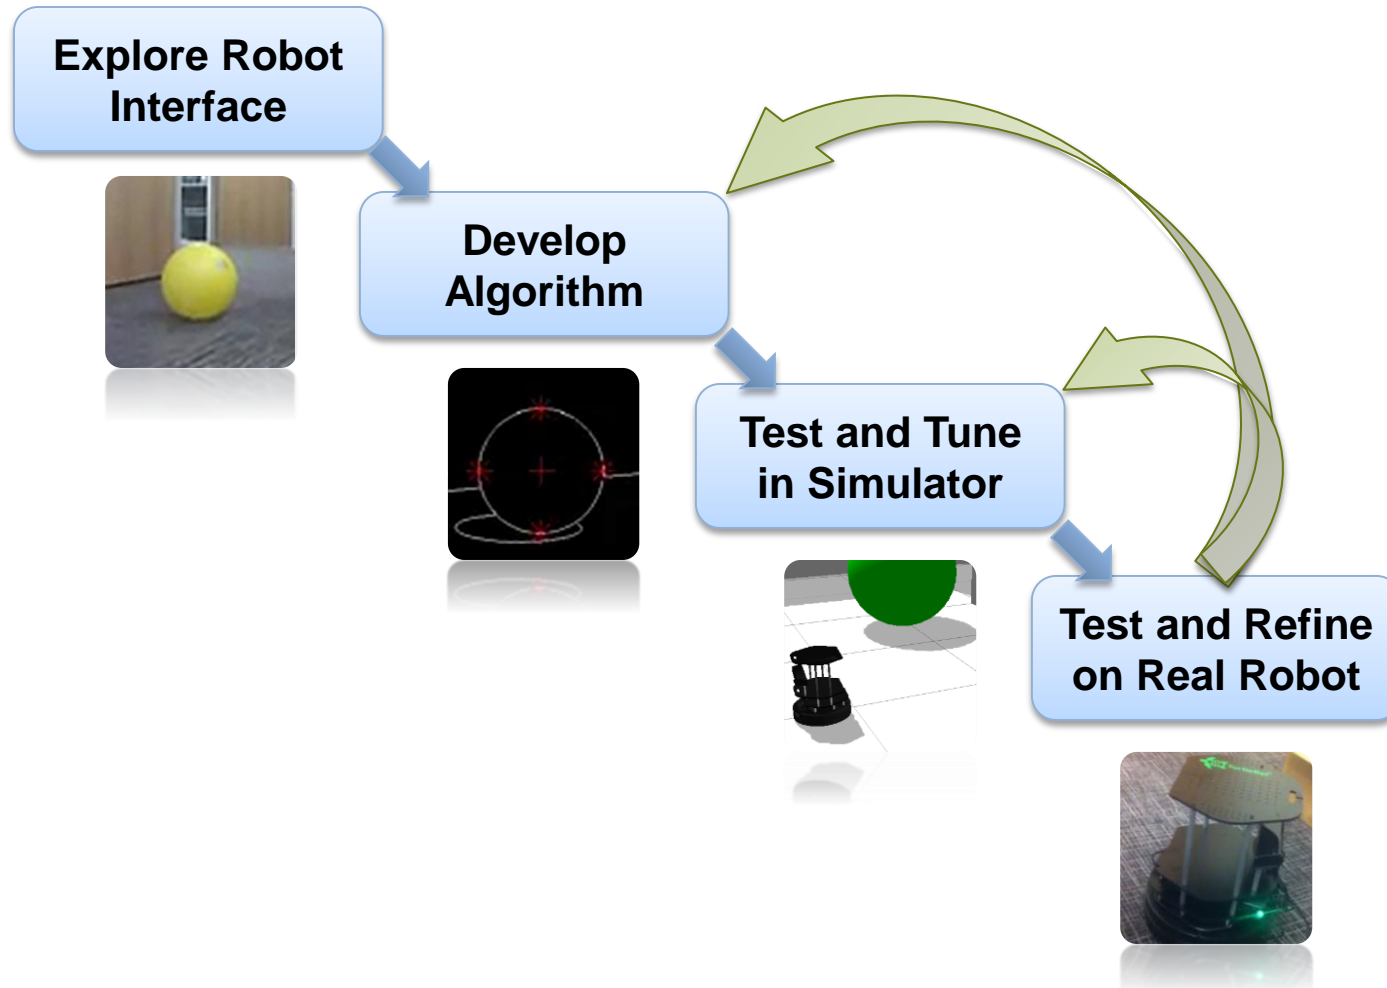 Explore Robot
Interface
Develop
Algorithm
Test and Tune
in Simulator
Test and Refine
on Real Robot